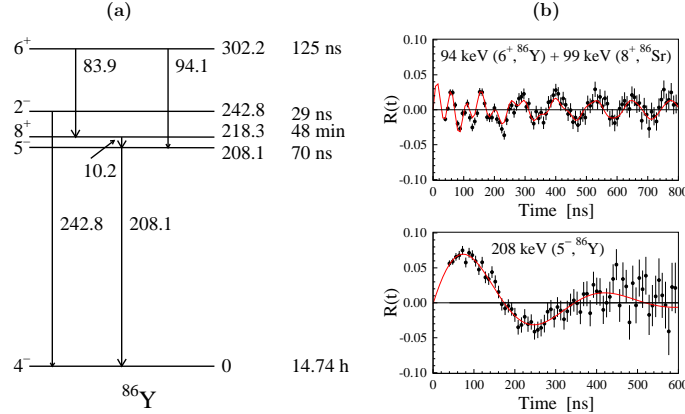 (a)
(b)
6⁺ 302.2 125 ns
83.9 94.1
2⁻ 242.8 29 ns
8⁺ 218.3 48 min
5⁻ 208.1 70 ns
10.2
242.8 208.1
4⁻ 0 14.74 h
⁸⁶Y
0.10
0.05
0.00
-0.05
-0.10
R(t)
94 keV (6⁺,⁸⁶Y) + 99 keV (8⁺,⁸⁶Sr)
0 100 200 300 400 500 600 700 800
Time [ns]
0.10
0.05
0.00
-0.05
-0.10
R(t)
208 keV (5⁻,⁸⁶Y)
0 100 200 300 400 500 600
Time [ns]